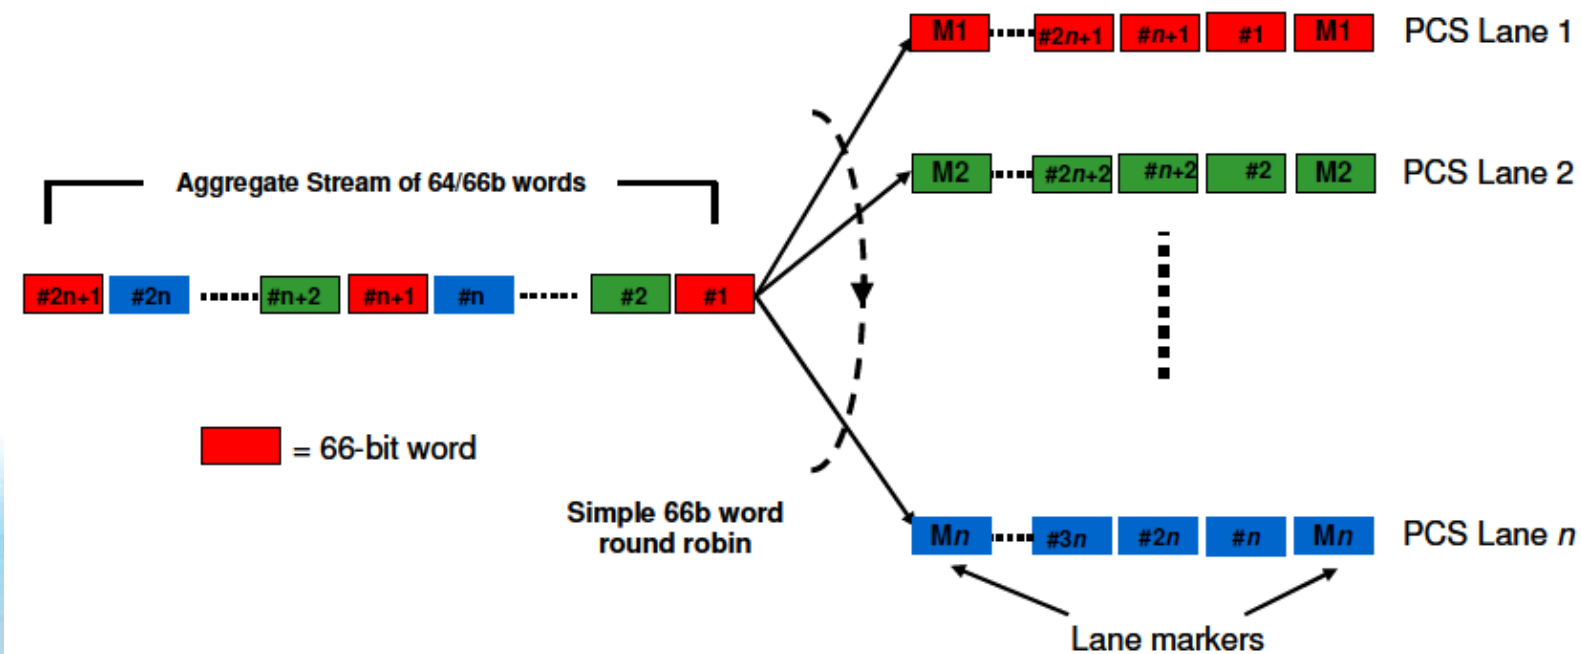 M1 #2n+1 #n+1 #1 M1 PCS Lane 1
M2 #2n+2 #n+2 #2 M2 PCS Lane 2
Aggregate Stream of 64/66b words
#2n+1 #2n #n+2 #n+1 #n #2 #1
= 66-bit word
Simple 66b word
round robin
Mn #3n #2n #n Mn PCS Lane n
Lane markers